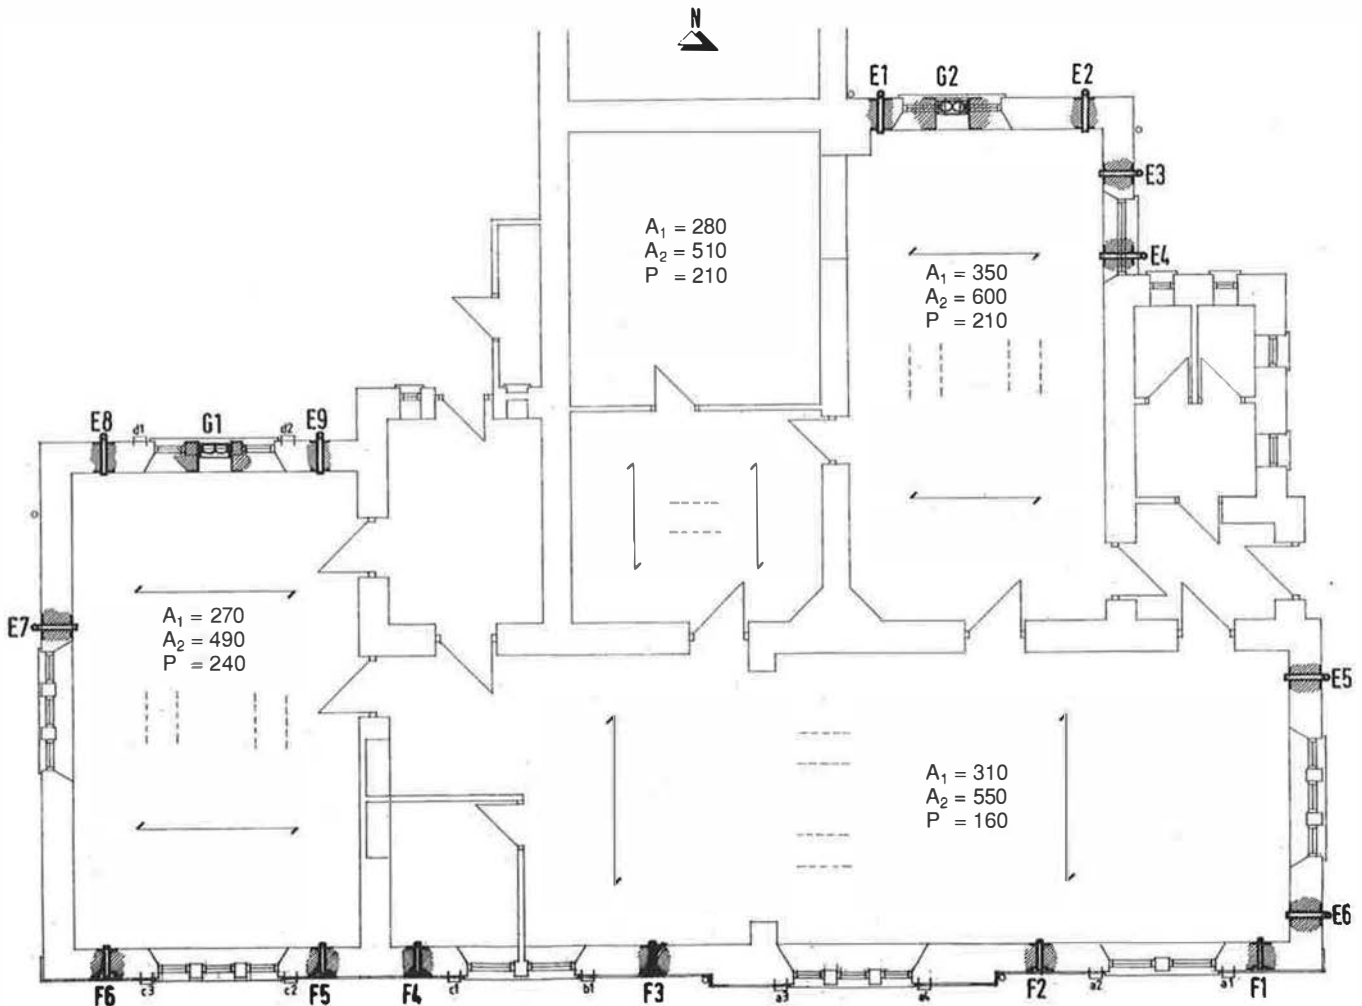 N
E1
G2
E2
E3
E4
A₁ = 280
A₂ = 510
P = 210
A₁ = 350
A₂ = 600
P = 210
E8
d1
G1
d2
E9
E7
A₁ = 270
A₂ = 490
P = 240
E5
A₁ = 310
A₂ = 550
P = 160
E6
F6
c3
c2
F5
F4
c1
b1
F3
a3
a4
F2
a2
a1
F1